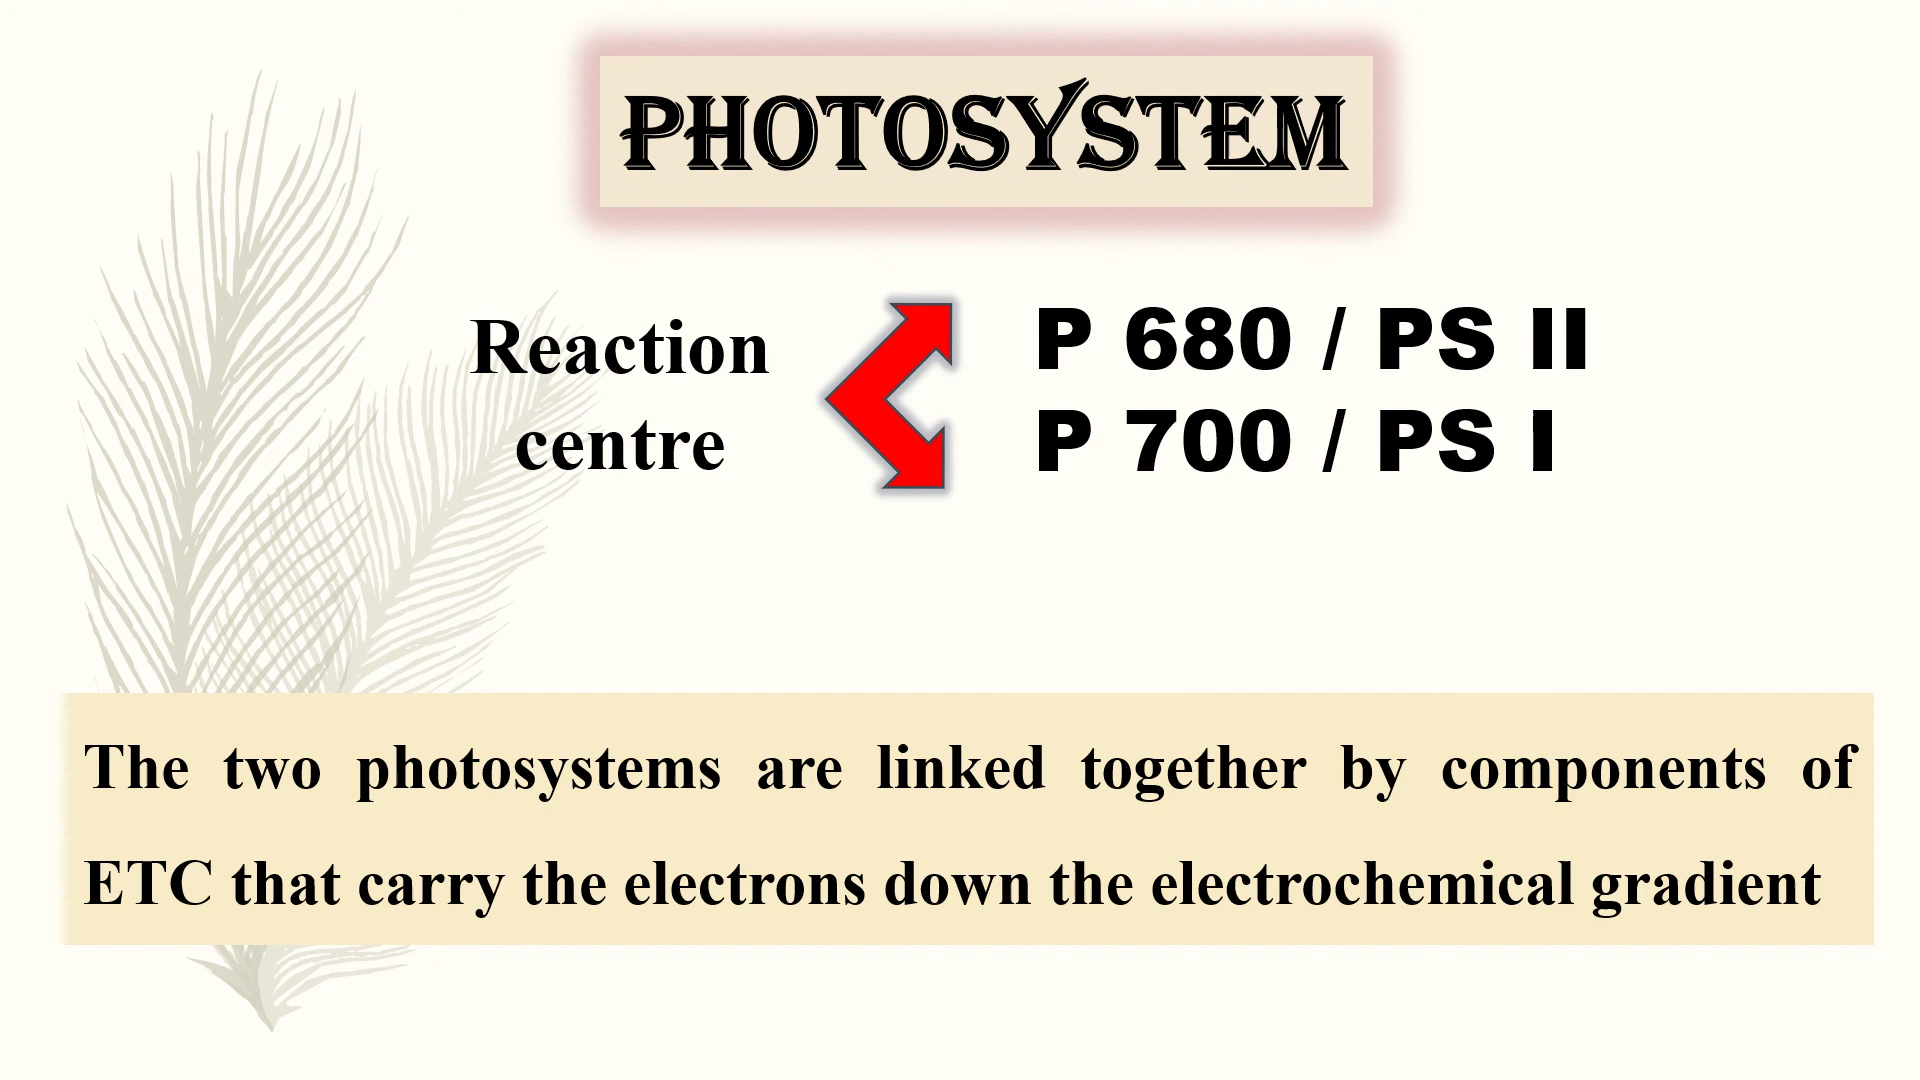 PHOTOSYSTEM
Reaction
centre
P 680 / PS II
P 700 / PS I
The two photosystems are linked together by components of
ETC that carry the electrons down the electrochemical gradient